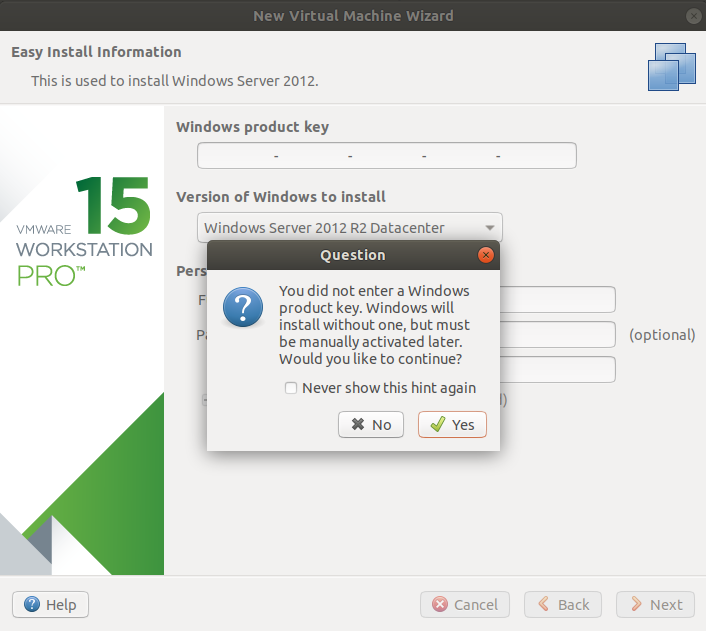 New Virtual Machine Wizard
Easy Install Information
This is used to install Windows Server 2012.
15
VMWARE
WORKSTATION
PRO™
Windows product key
- - - -
Version of Windows to install
Windows Server 2012 R2 Datacenter
Pers
F
Pa
(optional)
Question
You did not enter a Windows
product key. Windows will
install without one, but must
be manually activated later.
Would you like to continue?
Never show this hint again
No
Yes
Help
Cancel
Back
Next